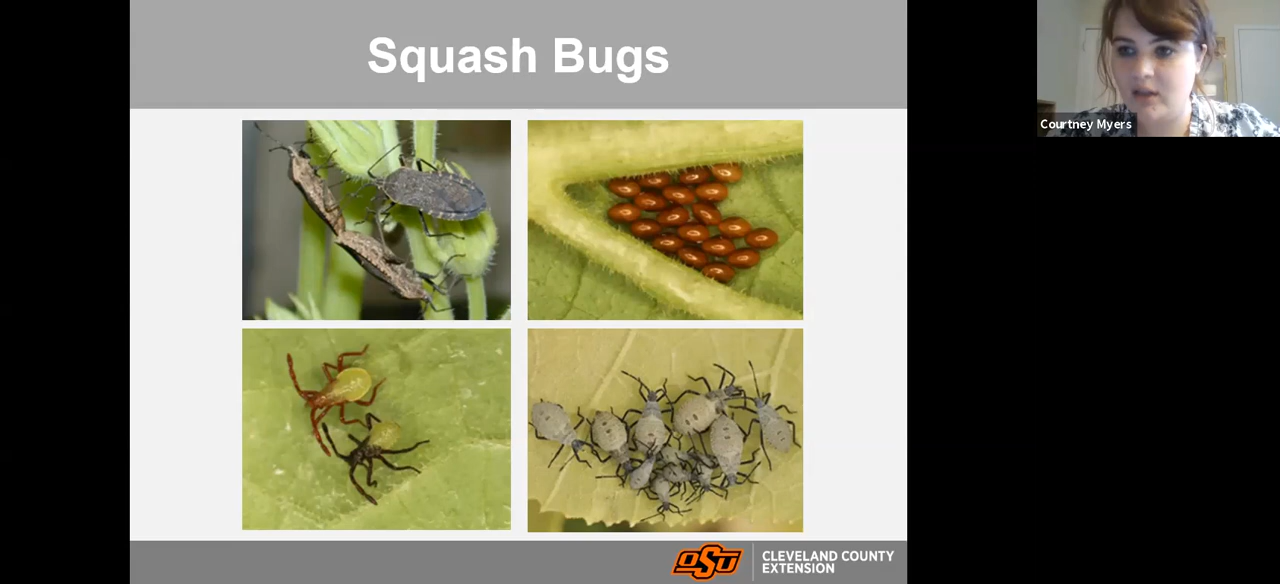 Squash Bugs
Courtney Myers
OSU
CLEVELAND COUNTY
EXTENSION